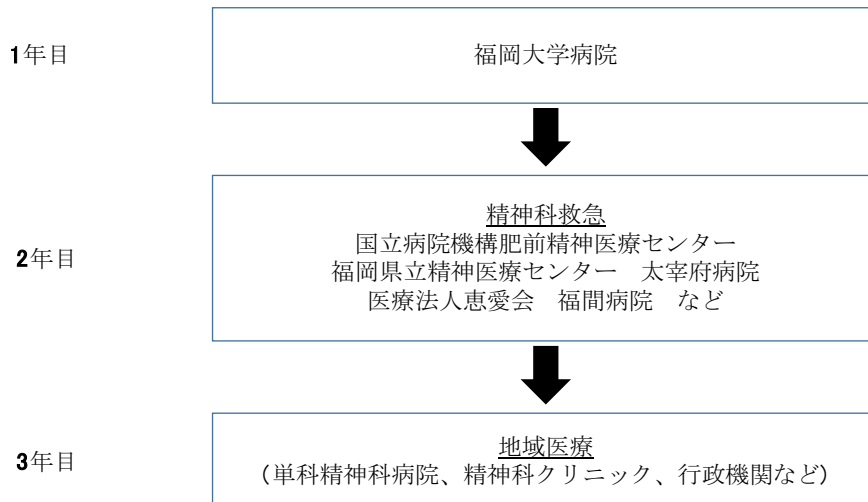 1年目
福岡大学病院
2年目
精神科救急
国立病院機構肥前精神医療センター
福岡県立精神医療センター　太宰府病院
医療法人恵愛会　福間病院　など
3年目
地域医療
（単科精神科病院、精神科クリニック、行政機関など）